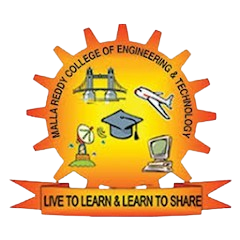 MALLA REDDY COLLEGE OF ENGINEERING & TECHNOLOGY
LIVE TO LEARN & LEARN TO SHARE